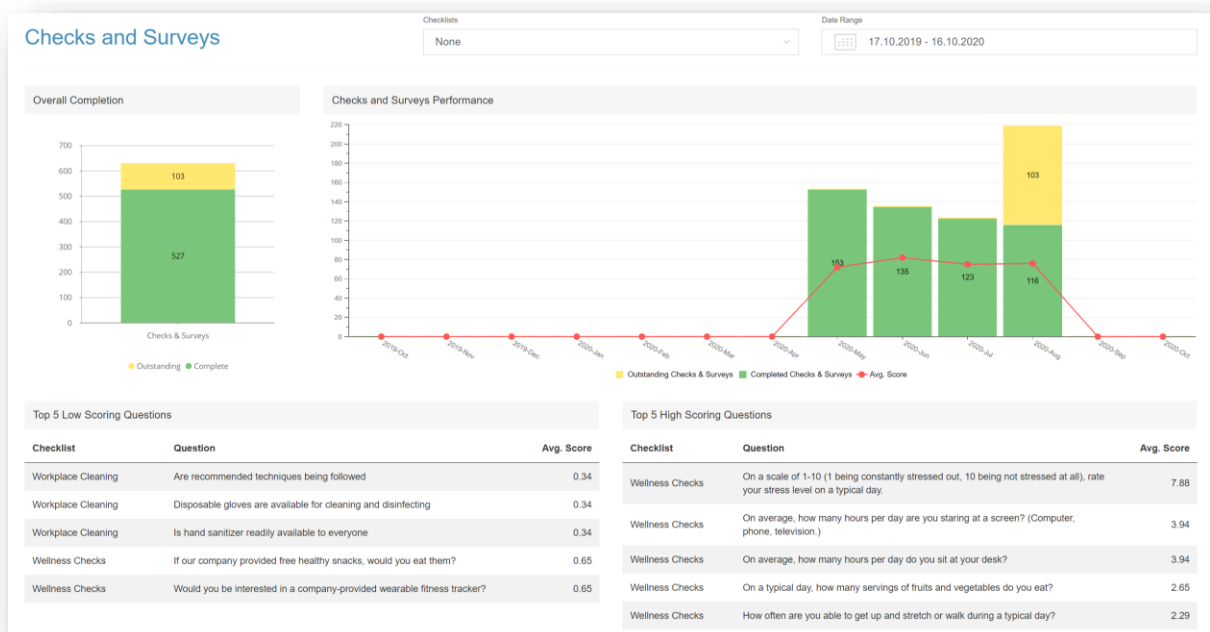 Checks and Surveys
Checklists
None
Date Range
17.10.2019 - 16.10.2020
Overall Completion
700
600
500
400
300
200
100
0
103
527
Checks & Surveys
Outstanding Complete
Checks and Surveys Performance
220
200
180
160
140
120
100
80
60
40
20
0
153
135
123
103
116
2019-Oct
2019-Nov
2019-Dec
2020-Jan
2020-Feb
2020-Mar
2020-Apr
2020-May
2020-Jun
2020-Jul
2020-Aug
2020-Sep
2020-Oct
Outstanding Checks & Surveys Completed Checks & Surveys Avg. Score
Top 5 Low Scoring Questions
Checklist Question Avg. Score
Workplace Cleaning Are recommended techniques being followed 0.34
Workplace Cleaning Disposable gloves are available for cleaning and disinfecting 0.34
Workplace Cleaning Is hand sanitizer readily available to everyone 0.34
Wellness Checks If our company provided free healthy snacks, would you eat them? 0.65
Wellness Checks Would you be interested in a company-provided wearable fitness tracker? 0.65
Top 5 High Scoring Questions
Checklist Question Avg. Score
Wellness Checks On a scale of 1-10 (1 being constantly stressed out, 10 being not stressed at all), rate
your stress level on a typical day. 7.88
Wellness Checks On average, how many hours per day are you staring at a screen? (Computer,
phone, television.) 3.94
Wellness Checks On average, how many hours per day do you sit at your desk? 3.94
Wellness Checks On a typical day, how many servings of fruits and vegetables do you eat? 2.65
Wellness Checks How often are you able to get up and stretch or walk during a typical day? 2.29